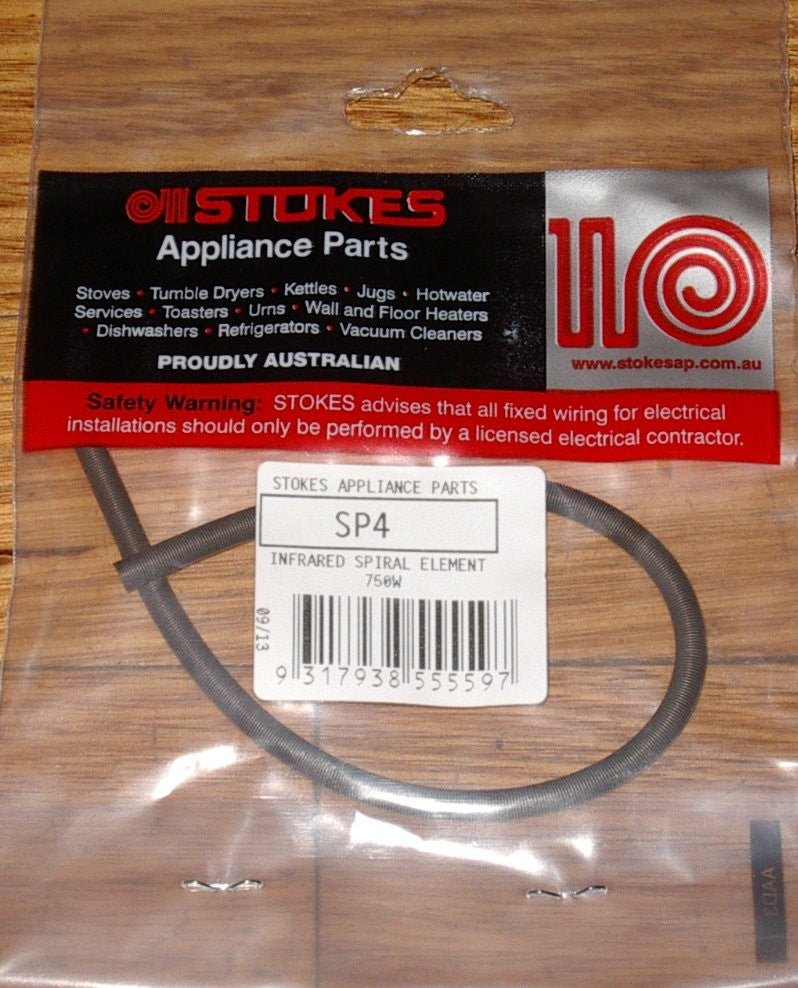 STOKES
Appliance Parts
Stoves • Tumble Dryers • Kettles • Jugs • Hotwater
Services • Toasters • Urns • Wall and Floor Heaters
• Dishwashers • Refrigerators • Vacuum Cleaners
PROUDLY AUSTRALIAN
www.stokesap.com.au
Safety Warning: STOKES advises that all fixed wiring for electrical
installations should only be performed by a licensed electrical contractor.
STOKES APPLIANCE PARTS
SP4
INFRARED SPIRAL ELEMENT
750W
09/13
9 317938 555597